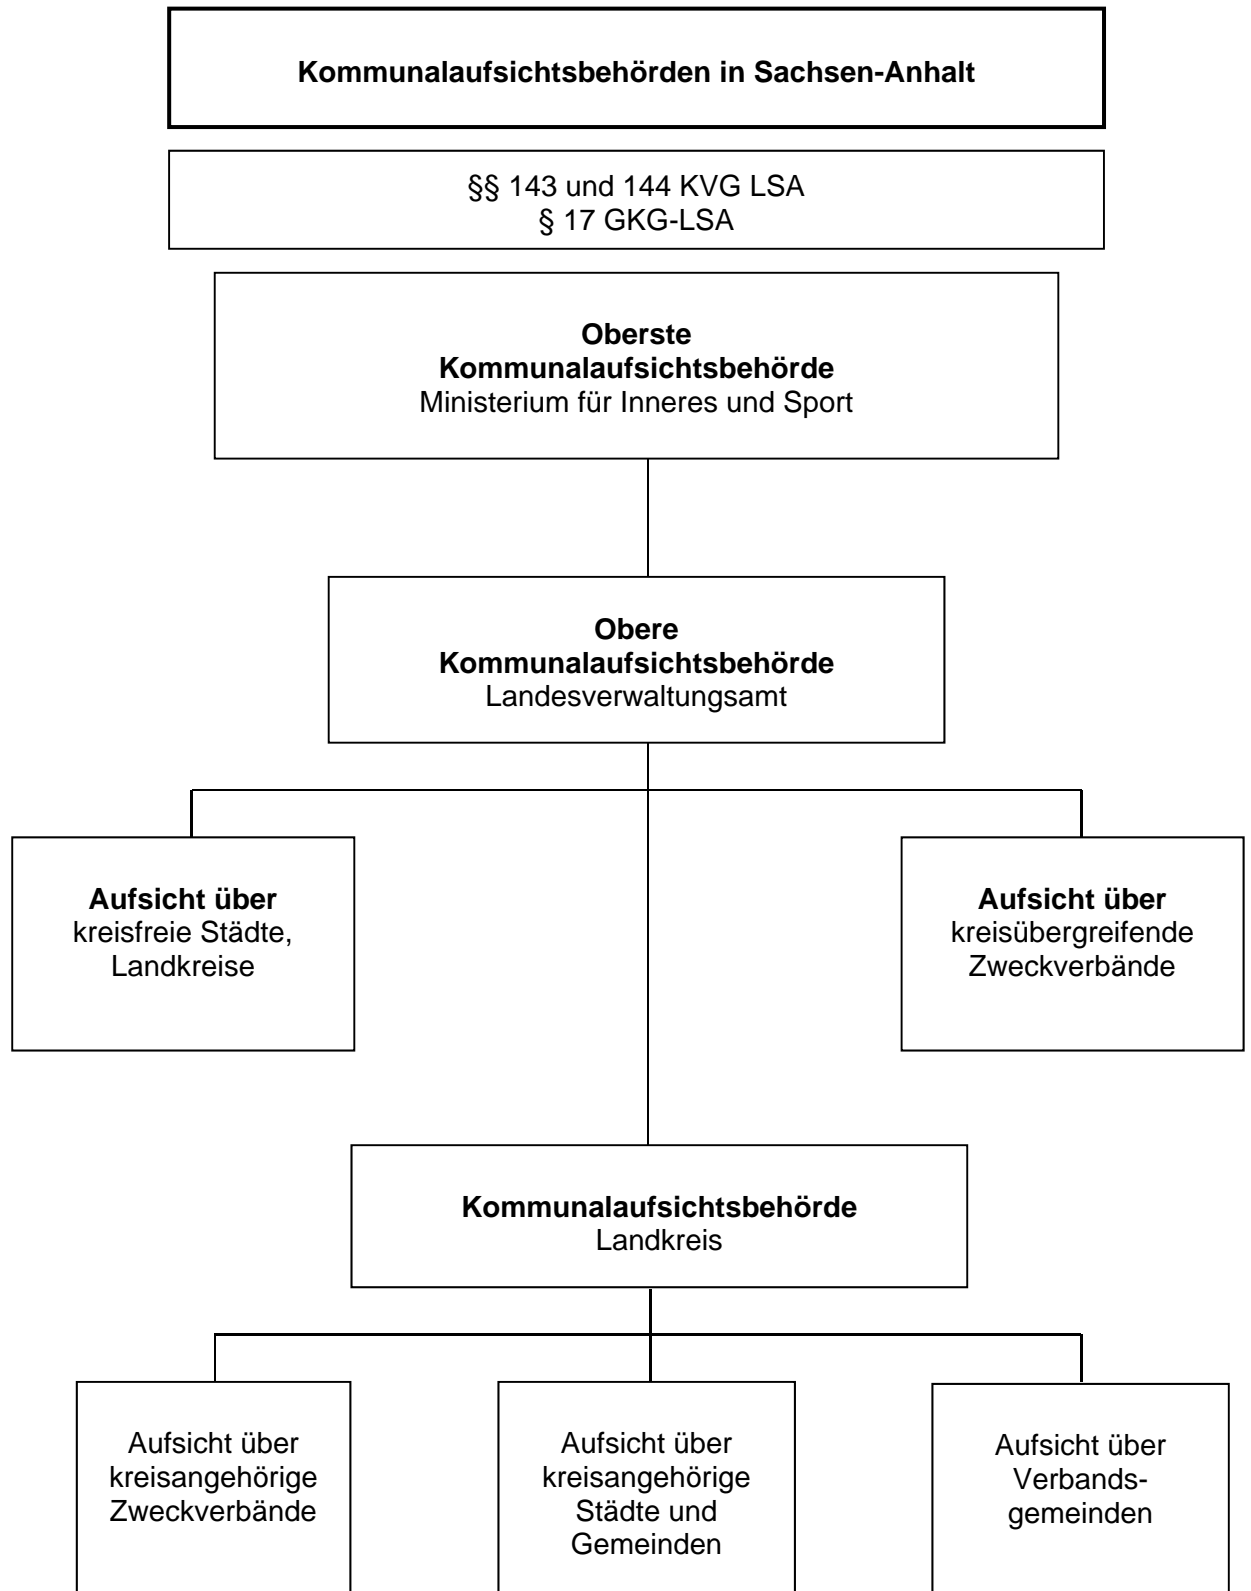 Kommunalaufsichtsbehörden in Sachsen-Anhalt
§§ 143 und 144 KVG LSA
§ 17 GKG-LSA
Oberste
Kommunalaufsichtsbehörde
Ministerium für Inneres und Sport
Obere
Kommunalaufsichtsbehörde
Landesverwaltungsamt
Aufsicht über
kreisfreie Städte,
Landkreise
Aufsicht über
kreisübergreifende
Zweckverbände
Kommunalaufsichtsbehörde
Landkreis
Aufsicht über
kreisangehörige
Zweckverbände
Aufsicht über
kreisangehörige
Städte und
Gemeinden
Aufsicht über
Verbands-
gemeinden